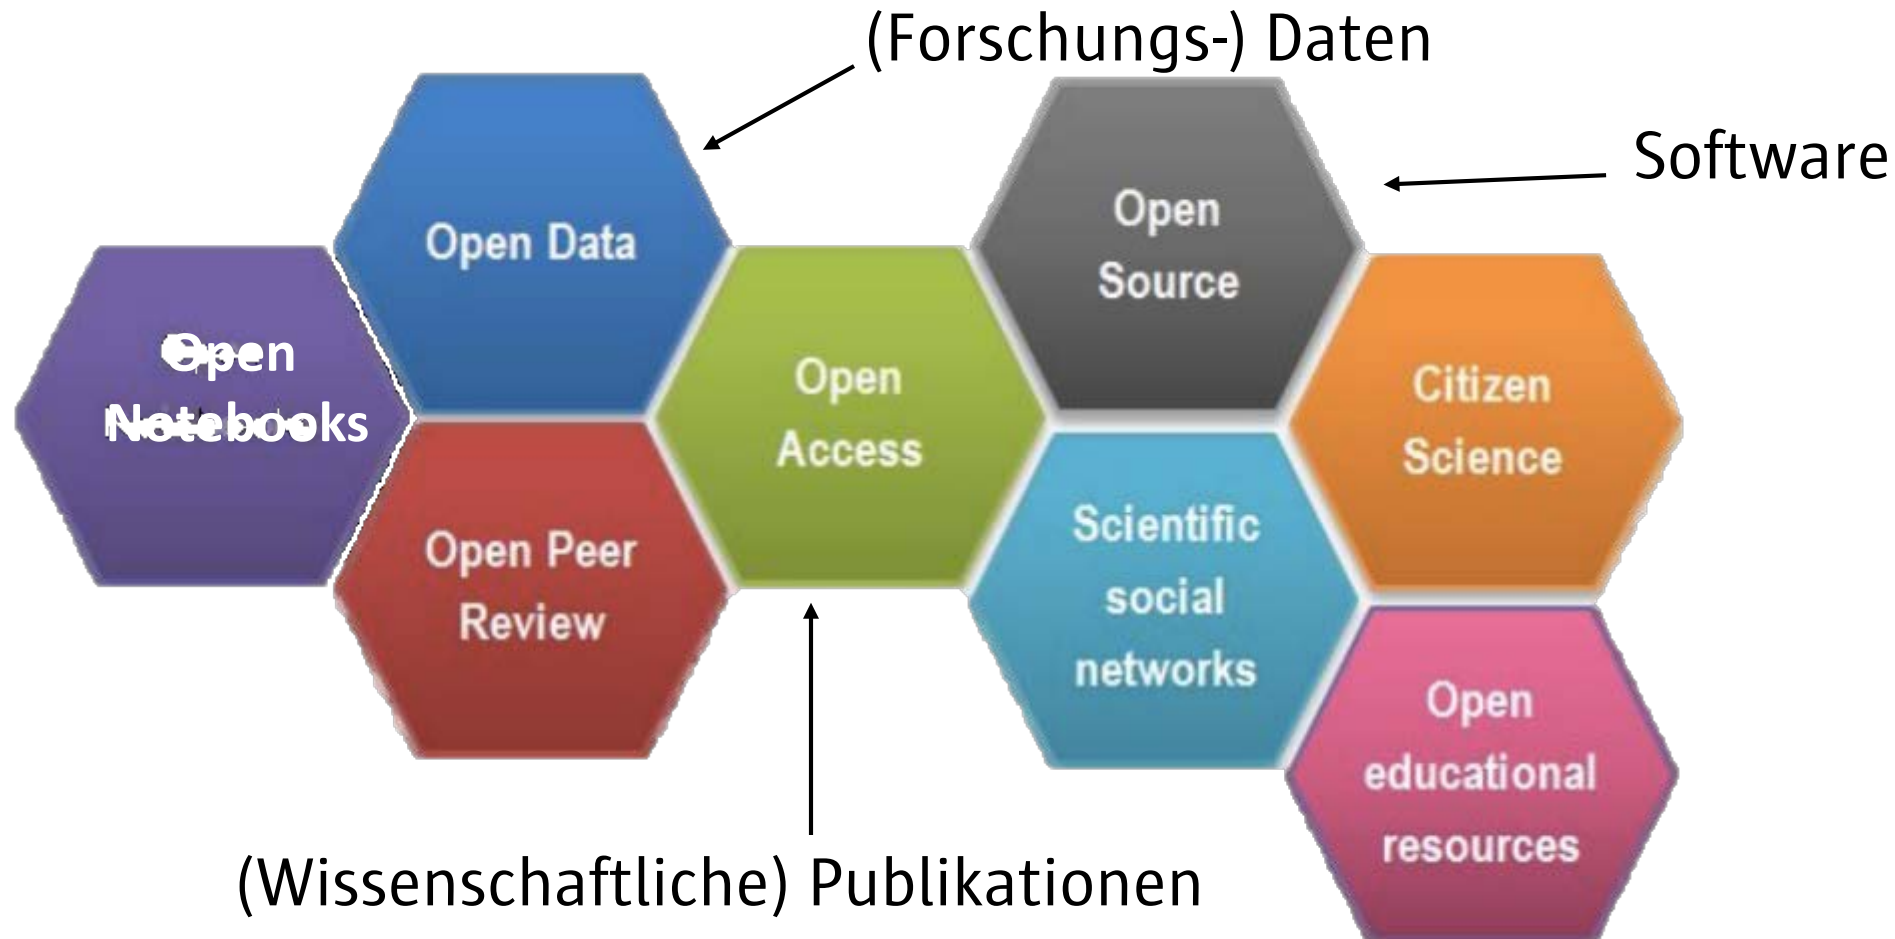 (Forschungs-) Daten
Software
Open Data
Open
Source
Open
Notebooks
Open
Access
Citizen
Science
Open Peer
Review
Scientific
social
networks
Open
educational
resources
(Wissenschaftliche) Publikationen